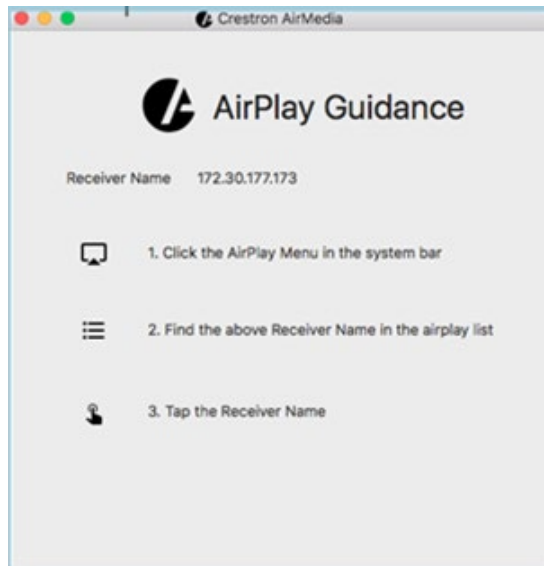 Crestron AirMedia
AirPlay Guidance
Receiver Name 172.30.177.173
1. Click the AirPlay Menu in the system bar
2. Find the above Receiver Name in the airplay list
3. Tap the Receiver Name